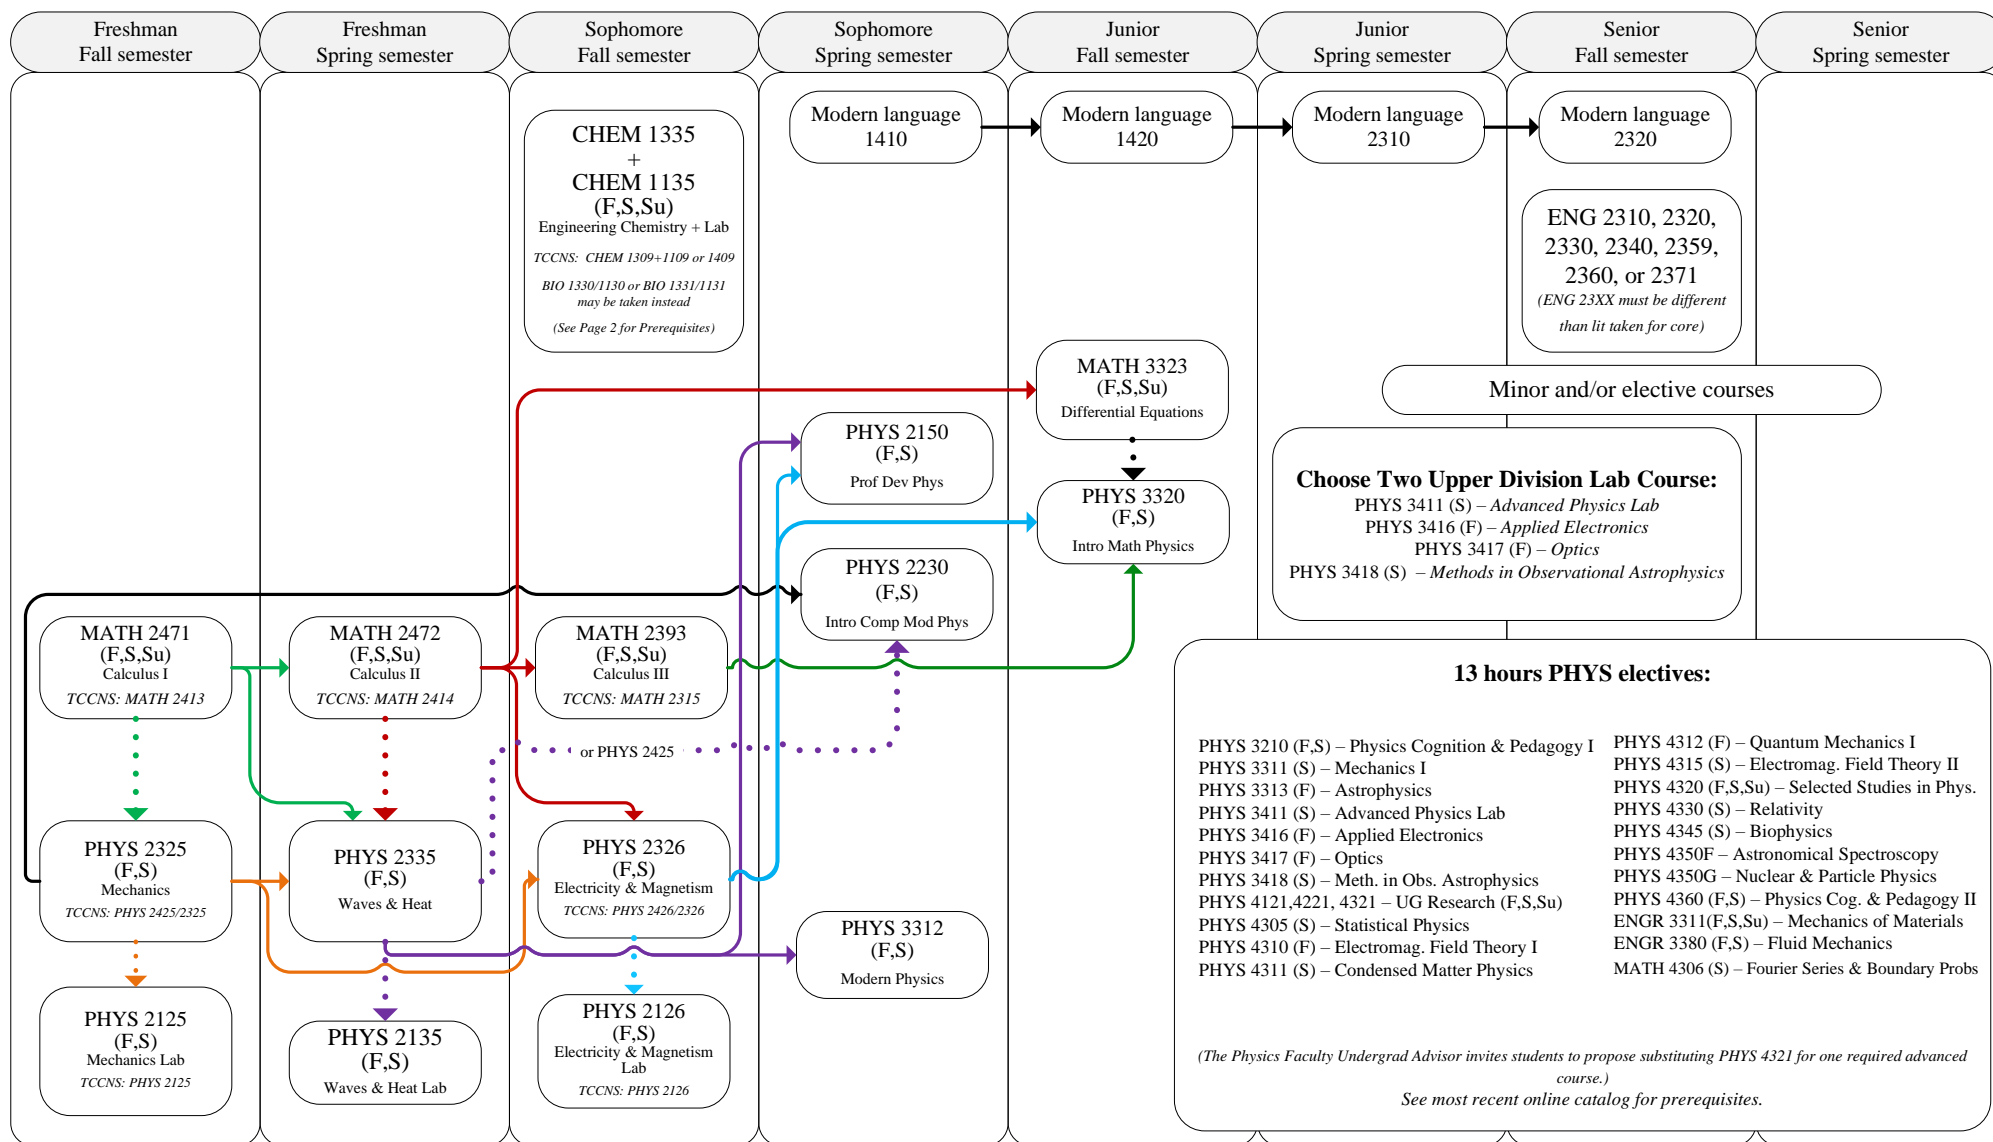 Freshman
Fall semester
Freshman
Spring semester
Sophomore
Fall semester
Sophomore
Spring semester
Junior
Fall semester
Junior
Spring semester
Senior
Fall semester
Senior
Spring semester
Modern language
1410
Modern language
1420
Modern language
2310
Modern language
2320
CHEM 1335
+
CHEM 1135
(F,S,Su)
Engineering Chemistry + Lab
TCCNS: CHEM 1309+1109 or 1409
BIO 1330/1130 or BIO 1331/1131
may be taken instead
(See Page 2 for Prerequisites)
ENG 2310, 2320,
2330, 2340, 2359,
2360, or 2371
(ENG 23XX must be different
than lit taken for core)
MATH 3323
(F,S,Su)
Differential Equations
Minor and/or elective courses
PHYS 2150
(F,S)
Prof Dev Phys
PHYS 3320
(F,S)
Intro Math Physics
Choose Two Upper Division Lab Course:
PHYS 3411 (S) – Advanced Physics Lab
PHYS 3416 (F) – Applied Electronics
PHYS 3417 (F) – Optics
PHYS 3418 (S) – Methods in Observational Astrophysics
PHYS 2230
(F,S)
Intro Comp Mod Phys
MATH 2471
(F,S,Su)
Calculus I
TCCNS: MATH 2413
MATH 2472
(F,S,Su)
Calculus II
TCCNS: MATH 2414
MATH 2393
(F,S,Su)
Calculus III
TCCNS: MATH 2315
or PHYS 2425
PHYS 2325
(F,S)
Mechanics
TCCNS: PHYS 2425/2325
PHYS 2335
(F,S)
Waves & Heat
PHYS 2326
(F,S)
Electricity & Magnetism
TCCNS: PHYS 2426/2326
PHYS 3312
(F,S)
Modern Physics
PHYS 2125
(F,S)
Mechanics Lab
TCCNS: PHYS 2125
PHYS 2135
(F,S)
Waves & Heat Lab
PHYS 2126
(F,S)
Electricity & Magnetism
Lab
TCCNS: PHYS 2126
13 hours PHYS electives:
PHYS 3210 (F,S) – Physics Cognition & Pedagogy I
PHYS 3311 (S) – Mechanics I
PHYS 3313 (F) – Astrophysics
PHYS 3411 (S) – Advanced Physics Lab
PHYS 3416 (F) – Applied Electronics
PHYS 3417 (F) – Optics
PHYS 3418 (S) – Meth. in Obs. Astrophysics
PHYS 4121,4221, 4321 – UG Research (F,S,Su)
PHYS 4305 (S) – Statistical Physics
PHYS 4310 (F) – Electromag. Field Theory I
PHYS 4311 (S) – Condensed Matter Physics
PHYS 4312 (F) – Quantum Mechanics I
PHYS 4315 (S) – Electromag. Field Theory II
PHYS 4320 (F,S,Su) – Selected Studies in Phys.
PHYS 4330 (S) – Relativity
PHYS 4345 (S) – Biophysics
PHYS 4350F – Astronomical Spectroscopy
PHYS 4350G – Nuclear & Particle Physics
PHYS 4360 (F,S) – Physics Cog. & Pedagogy II
ENGR 3311(F,S,Su) – Mechanics of Materials
ENGR 3380 (F,S) – Fluid Mechanics
MATH 4306 (S) – Fourier Series & Boundary Probs
(The Physics Faculty Undergrad Advisor invites students to propose substituting PHYS 4321 for one required advanced
course.)
See most recent online catalog for prerequisites.